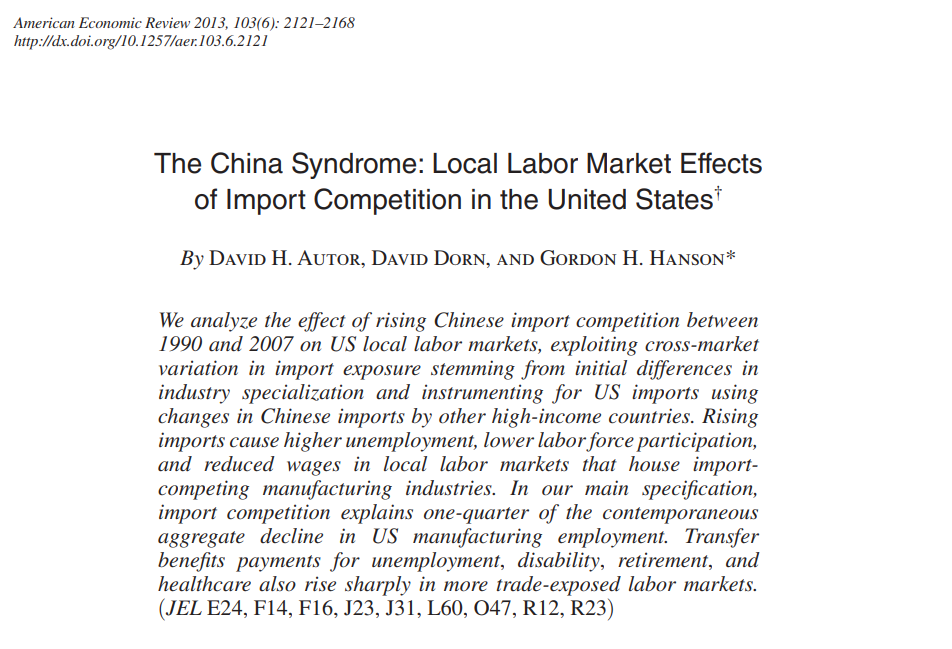 American Economic Review 2013, 103(6): 2121–2168
http://dx.doi.org/10.1257/aer.103.6.2121
The China Syndrome: Local Labor Market Effects
of Import Competition in the United States†
By David H. Autor, David Dorn, and Gordon H. Hanson*
We analyze the effect of rising Chinese import competition between
1990 and 2007 on US local labor markets, exploiting cross-market
variation in import exposure stemming from initial differences in
industry specialization and instrumenting for US imports using
changes in Chinese imports by other high-income countries. Rising
imports cause higher unemployment, lower labor force participation,
and reduced wages in local labor markets that house import-
competing manufacturing industries. In our main specification,
import competition explains one-quarter of the contemporaneous
aggregate decline in US manufacturing employment. Transfer
benefits payments for unemployment, disability, retirement, and
healthcare also rise sharply in more trade-exposed labor markets.
(JEL E24, F14, F16, J23, J31, L60, O47, R12, R23)